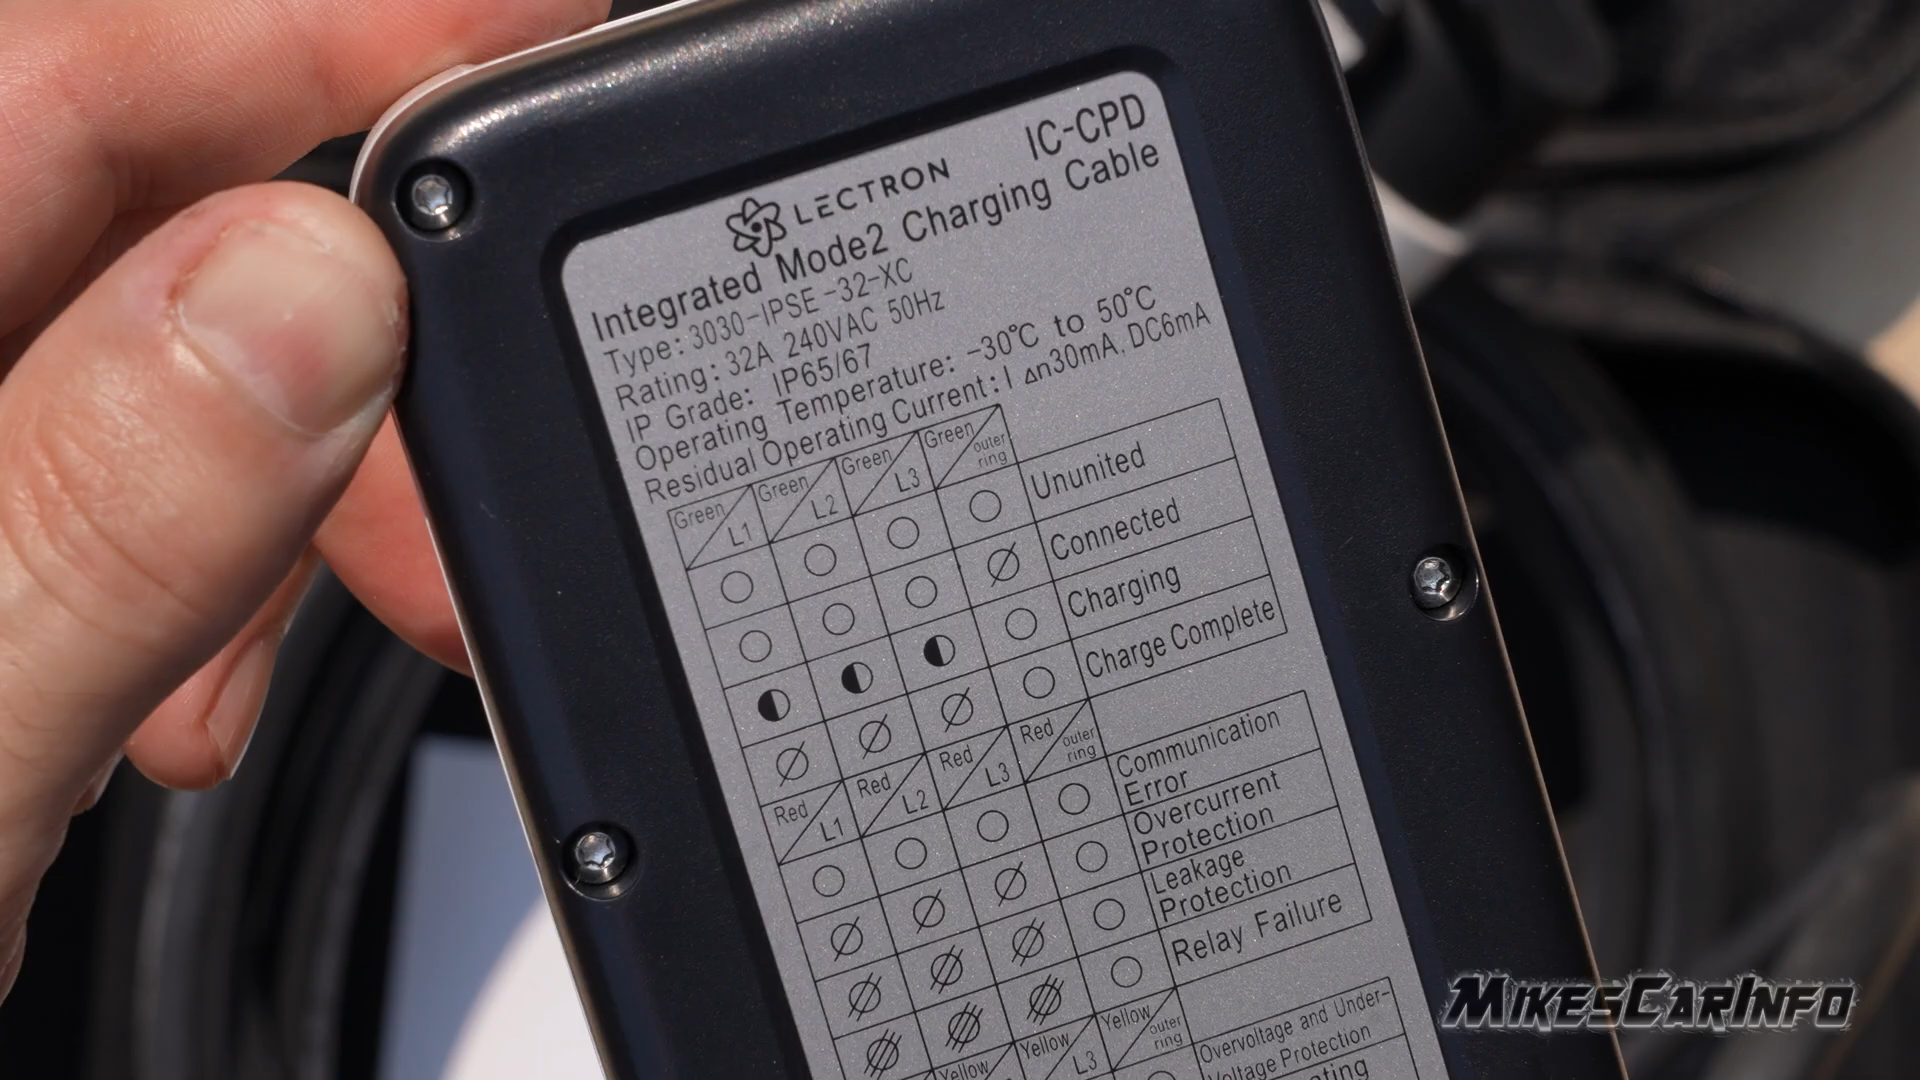 IC-CPD
LECTRON
Integrated Mode2 Charging Cable
Type: 3030-IPSE-32-XC
Rating: 32A 240VAC 50Hz
IP Grade: IP65/67
Operating Temperature: -30℃ to 50℃
Residual Operating Current: I △n30mA, DC6mA
Green L1 Green L2 Green L3 Green outer ring
Ununited
Connected
Charging
Charge Complete
Red L1 Red L2 Red L3 Red outer ring
Communication
Error
Overcurrent
Protection
Leakage
Protection
Relay Failure
Yellow Yellow L3 Yellow outer ring
Overvoltage and Under-
Voltage Protection
MIKESCARINFO